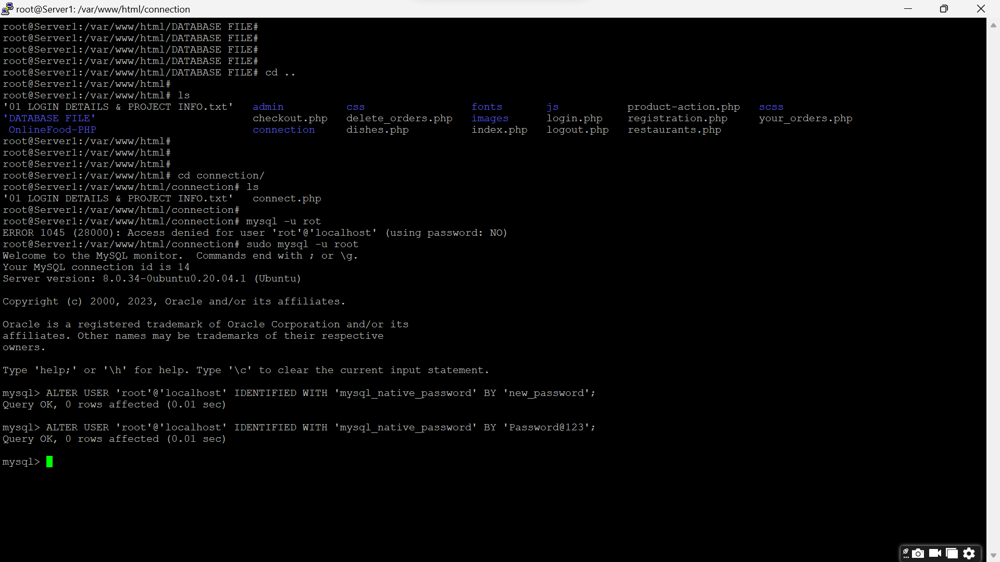 root@Server1: /var/www/html/connection
root@Server1:/var/www/html/DATABASE FILE#
root@Server1:/var/www/html/DATABASE FILE#
root@Server1:/var/www/html/DATABASE FILE#
root@Server1:/var/www/html/DATABASE FILE#
root@Server1:/var/www/html/DATABASE FILE# cd ..
root@Server1:/var/www/html#
root@Server1:/var/www/html# ls
'01 LOGIN DETAILS & PROJECT INFO.txt'   admin          css                fonts       js           product-action.php   scss
'DATABASE FILE'                         checkout.php   delete_orders.php   images      login.php    registration.php     your_orders.php
 OnlineFood-PHP                         connection     dishes.php          index.php   logout.php   restaurants.php
root@Server1:/var/www/html#
root@Server1:/var/www/html#
root@Server1:/var/www/html#
root@Server1:/var/www/html# cd connection/
root@Server1:/var/www/html/connection# ls
'01 LOGIN DETAILS & PROJECT INFO.txt'   connect.php
root@Server1:/var/www/html/connection#
root@Server1:/var/www/html/connection# mysql -u rot
ERROR 1045 (28000): Access denied for user 'rot'@'localhost' (using password: NO)
root@Server1:/var/www/html/connection# sudo mysql -u root
Welcome to the MySQL monitor.  Commands end with ; or \g.
Your MySQL connection id is 14
Server version: 8.0.34-0ubuntu0.20.04.1 (Ubuntu)
Copyright (c) 2000, 2023, Oracle and/or its affiliates.
Oracle is a registered trademark of Oracle Corporation and/or its
affiliates. Other names may be trademarks of their respective
owners.
Type 'help;' or '\h' for help. Type '\c' to clear the current input statement.
mysql> ALTER USER 'root'@'localhost' IDENTIFIED WITH 'mysql_native_password' BY 'new_password';
Query OK, 0 rows affected (0.01 sec)
mysql> ALTER USER 'root'@'localhost' IDENTIFIED WITH 'mysql_native_password' BY 'Password@123';
Query OK, 0 rows affected (0.01 sec)
mysql>